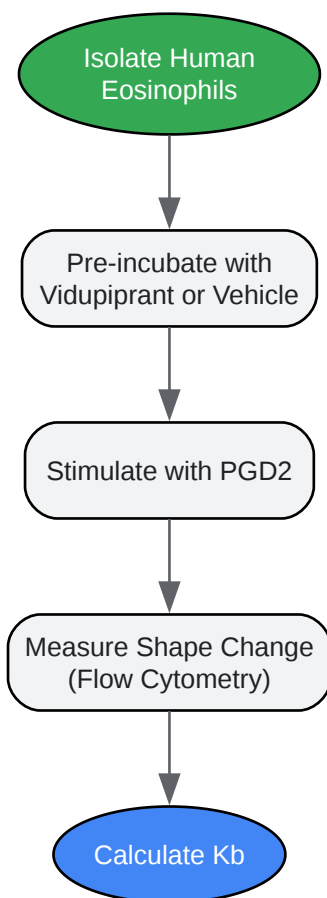 Isolate Human
Eosinophils
Pre-incubate with
Vidupiprant or Vehicle
Stimulate with PGD2
Measure Shape Change
(Flow Cytometry)
Calculate Kb